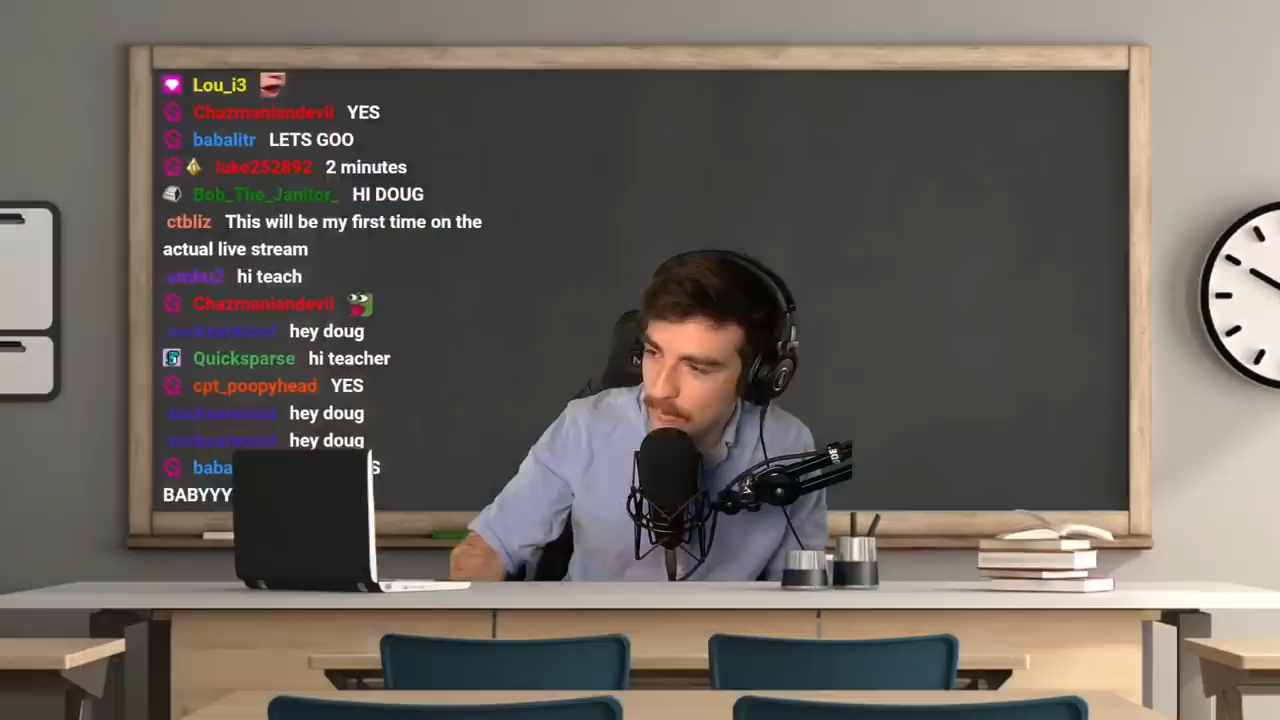 Lou_i3
Chazmaniandevil YES
babalitr LETS GOO
luke252892 2 minutes
Bob_The_Janitor_ HI DOUG
ctbliz This will be my first time on the
actual live stream
umhu2 hi teach
Chazmaniandevil
socksarecool hey doug
Quicksparse hi teacher
cpt_poopyhead YES
socksarecool hey doug
socksarecool hey doug
baba S
BABYYY